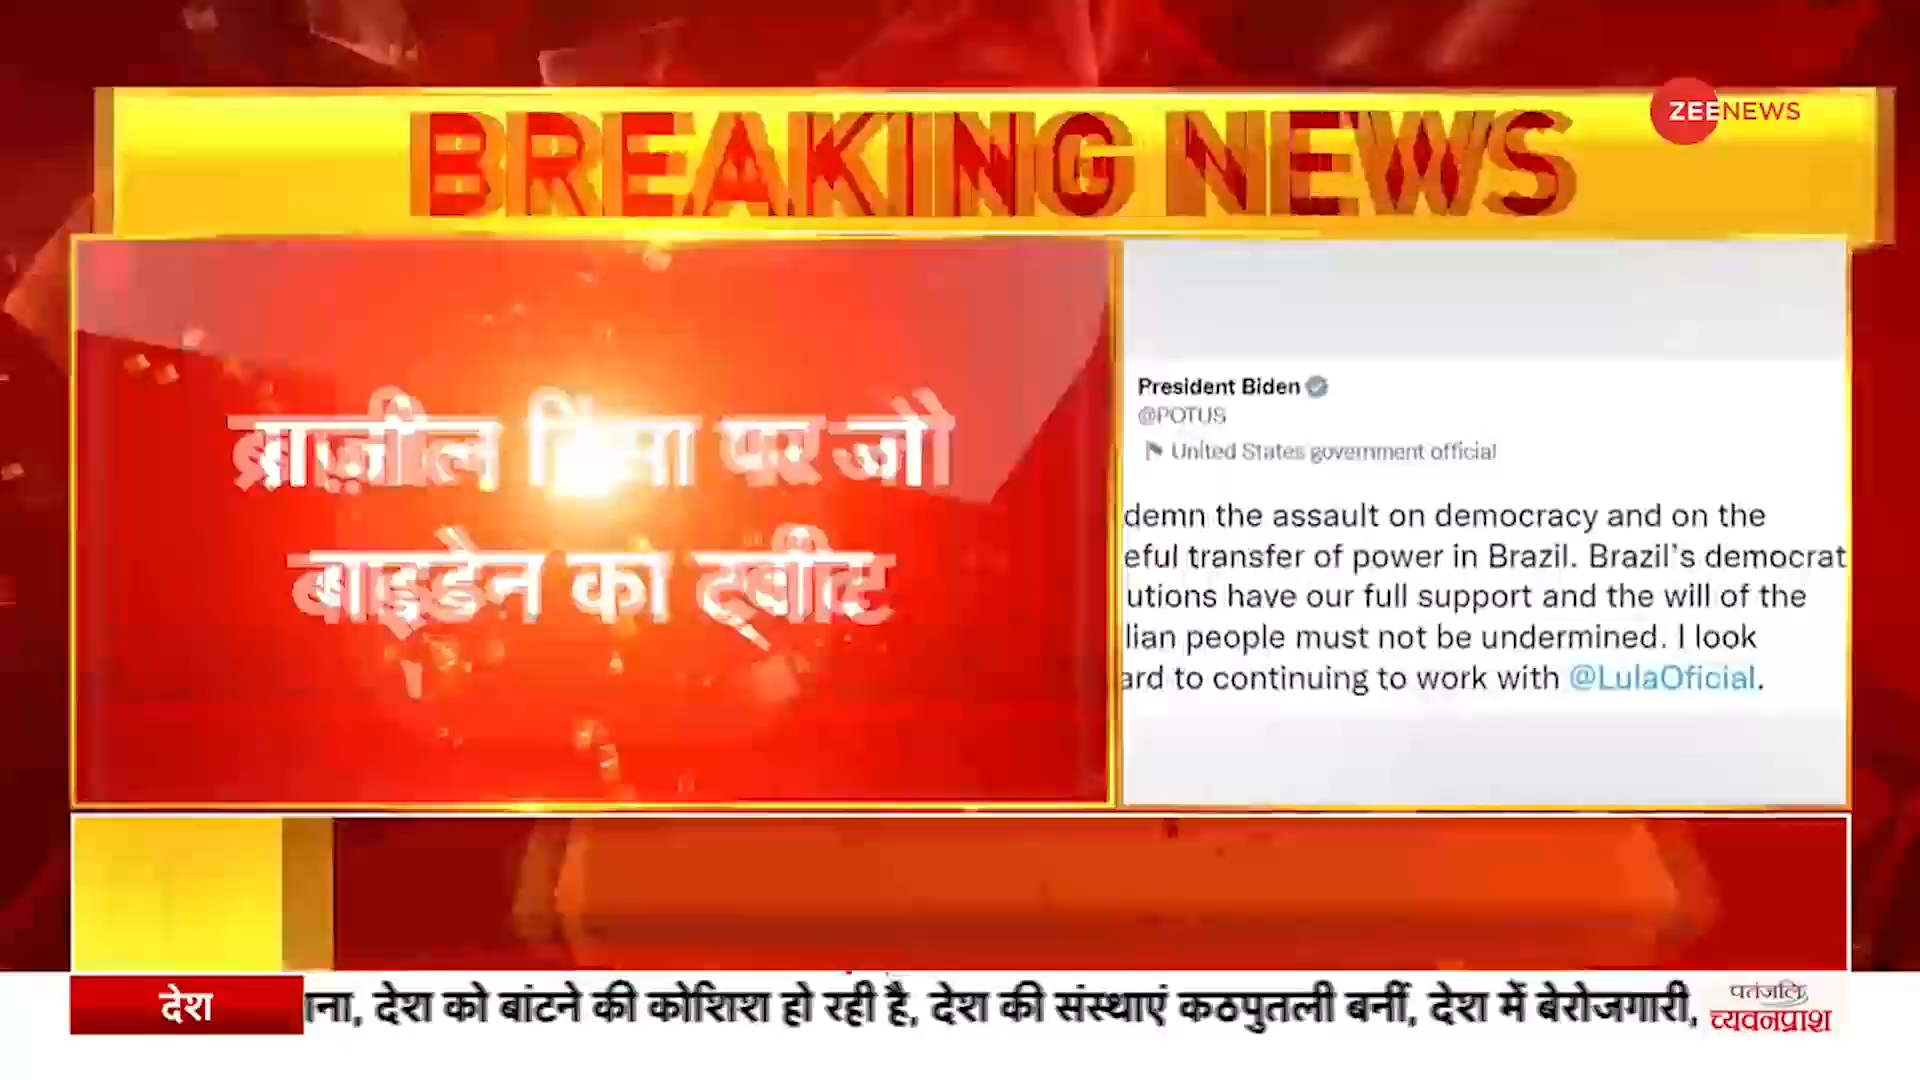 BREAKING NEWS
ZEENEWS
ब्राजील हिंसा पर जो
बाइडेन का ट्वीट
President Biden
@POTUS
United States government official
demn the assault on democracy and on the
eful transfer of power in Brazil. Brazil's democrat
utions have our full support and the will of the
lian people must not be undermined. I look
ard to continuing to work with @LulaOficial.
देश
ाना, देश को बांटने की कोशिश हो रही है, देश की संस्थाएं कठपुतली बनीं, देश में बेरोजगारी,
पतंजलि
च्यवनप्राश